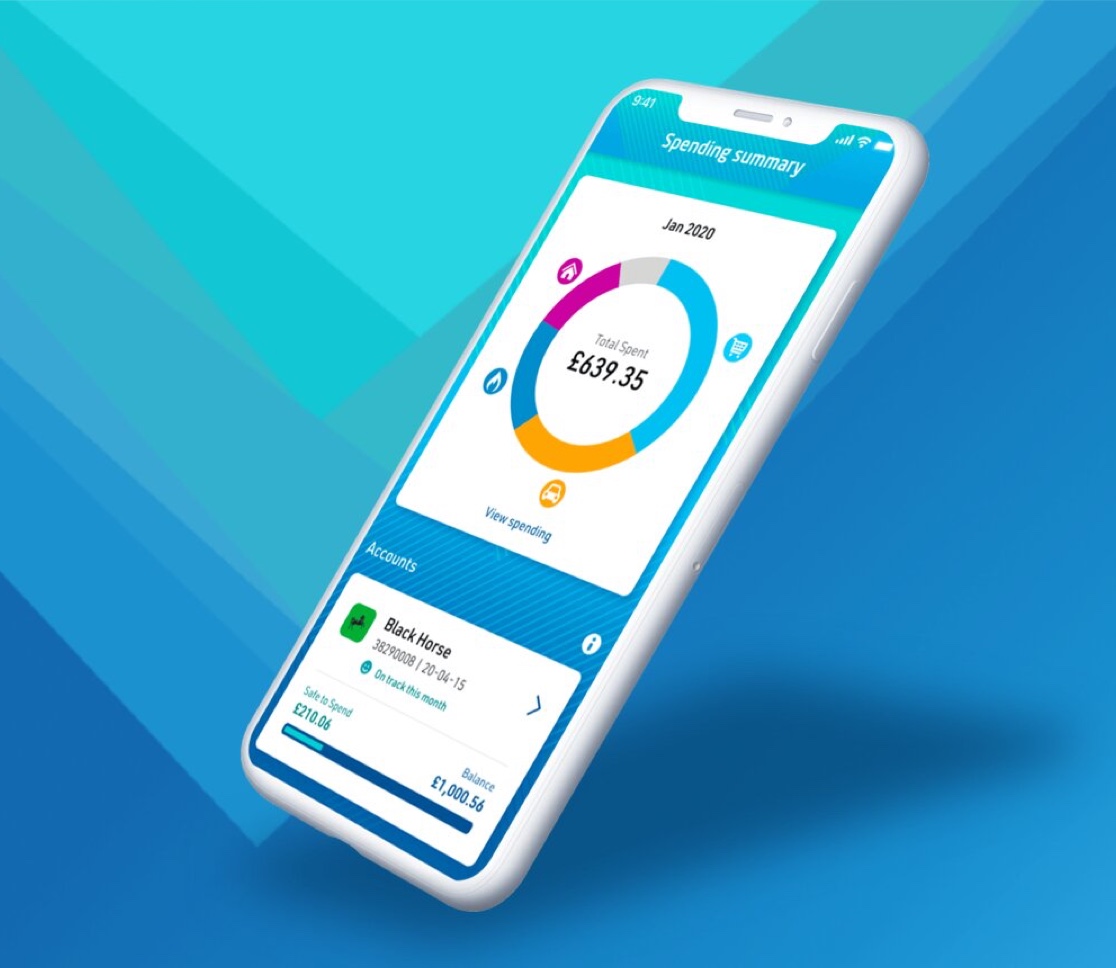 9:41
Spending summary
Jan 2020
Total Spent
£639.35
View spending
Accounts
Black Horse
38290008 | 20-04-15
On track this month
Safe to Spend
£210.06
Balance
£1,000.56